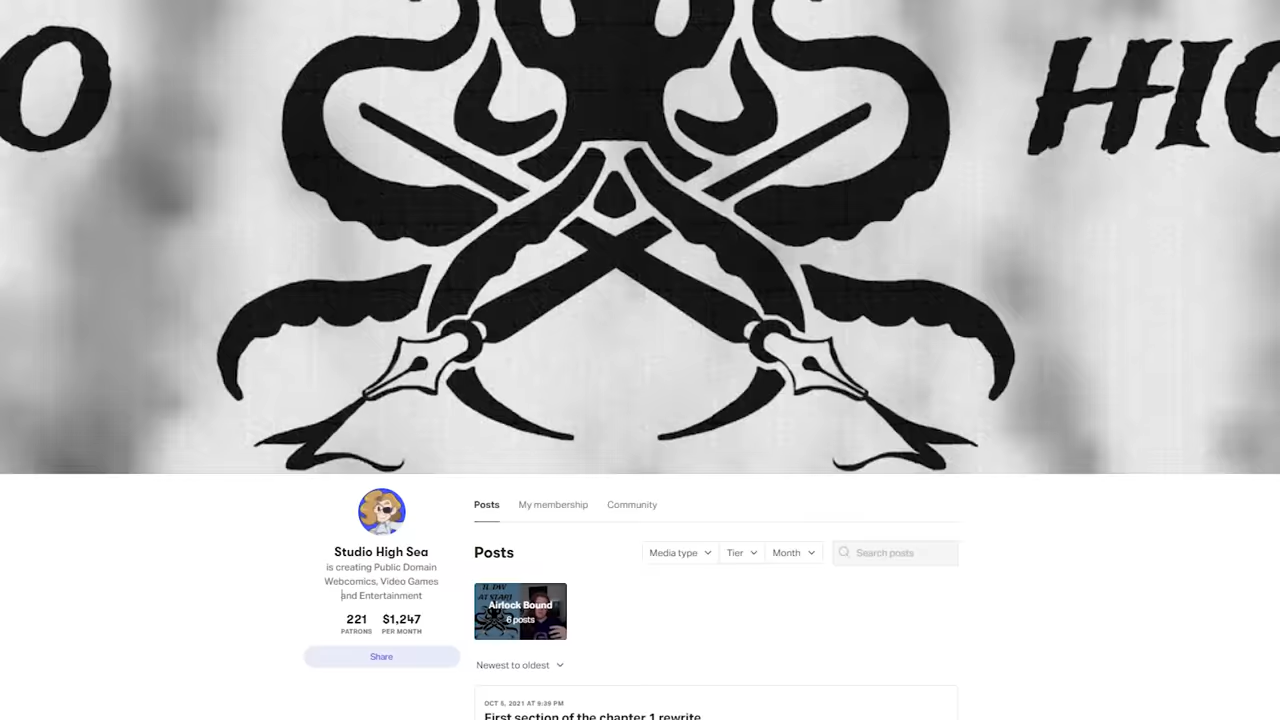 O
HIG
Posts My membership Community
Studio High Sea
is creating Public Domain
Webcomics, Video Games
and Entertainment
221 $1,247
PATRONS PER MONTH
Share
Posts
Media type Tier Month Search posts
Airlock Bound
6 posts
Newest to oldest
OCT 5, 2021 AT 9:39 PM
First section of the chapter 1 rewrite